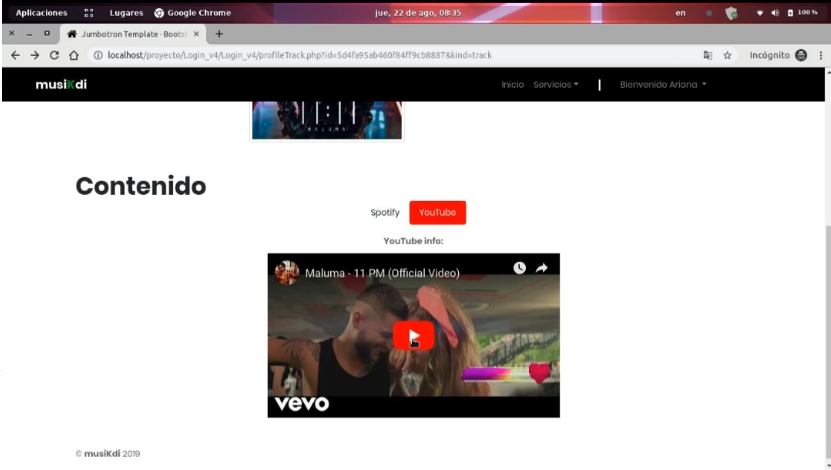 Aplicaciones Lugares Google Chrome jue, 22 de ago, 08:35 en 100 %
Jumbotron Template · Boots
localhost/proyecto/Login_v4/Login_v4/profileTrack.php?id=5d4fa95ab460f84ff9cb8887&kind=track Incógnito
musiKdi Inicio Servicios Bienvenido Ariana
11:11
MALUMA
Contenido
Spotify YouTube
YouTube info:
Maluma - 11 PM (Official Video)
vevo
© musiKdi 2019